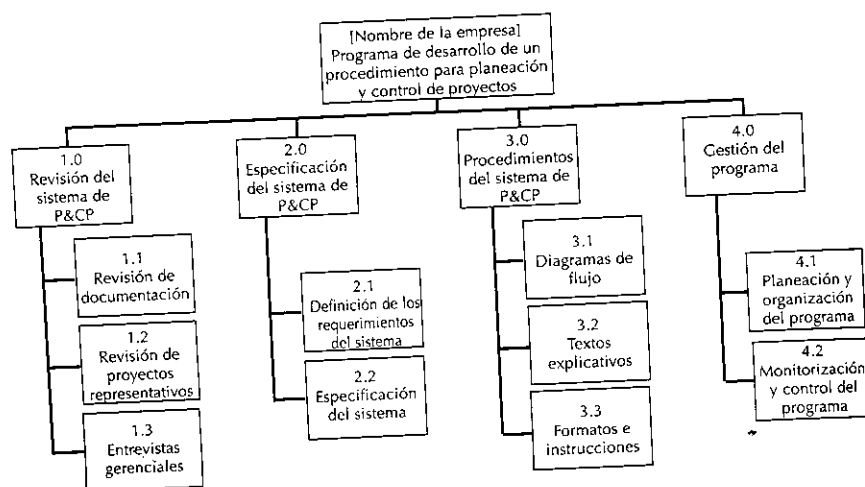 [Nombre de la empresa]
Programa de desarrollo de un
procedimiento para planeación
y control de proyectos
1.0
Revisión del
sistema de
P&CP
1.1
Revisión de
documentación
1.2
Revisión de
proyectos
representativos
1.3
Entrevistas
gerenciales
2.0
Especificación
del sistema de
P&CP
2.1
Definición de los
requerimientos
del sistema
2.2
Especificación
del sistema
3.0
Procedimientos
del sistema de
P&CP
3.1
Diagramas de
flujo
3.2
Textos
explicativos
3.3
Formatos e
instrucciones
4.0
Gestión del
programa
4.1
Planeación y
organización
del programa
4.2
Monitorización
y control del
programa